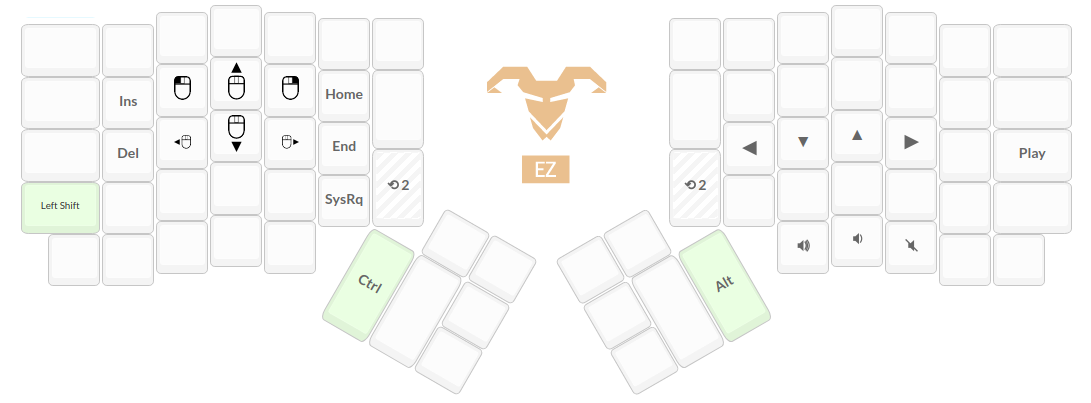 Ins
Home
Del
End
Play
Left Shift
SysRq
2
2
EZ
Ctrl
Alt